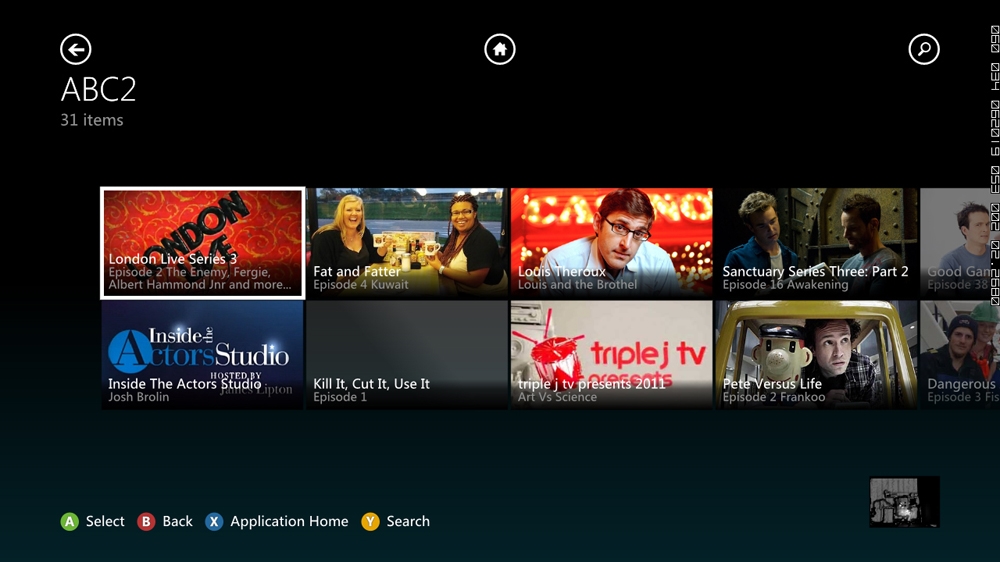 ABC2
31 items
LONDON
LIVE
London Live Series 3
Episode 2 The Enemy, Fergie,
Albert Hammond Jnr and more...
Fat and Fatter
Episode 4 Kuwait
CASINO
Louis Theroux
Louis and the Brothel
Sanctuary Series Three: Part 2
Episode 16 Awakening
Good Gam
Episode 38
Inside the
Actors Studio
HOSTED BY
James Lipton
Inside The Actors Studio
Josh Brolin
Kill It, Cut It, Use It
Episode 1
triple j tv
presents
triple j tv presents 2011
Art Vs Science
Pete Versus Life
Episode 2 Frankoo
Dangerous
Episode 3 Fis
A Select B Back X Application Home Y Search